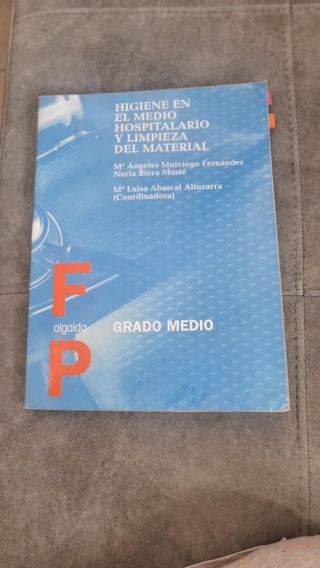 HIGIENE EN
EL MEDIO
HOSPITALARIO
Y LIMPIEZA
DEL MATERIAL
Mª Ángeles Murciego Fernández
Nuria Riera Musté
Mª Luisa Abascal Altuzarra
(Coordinadora)
F
algaida
P
GRADO MEDIO